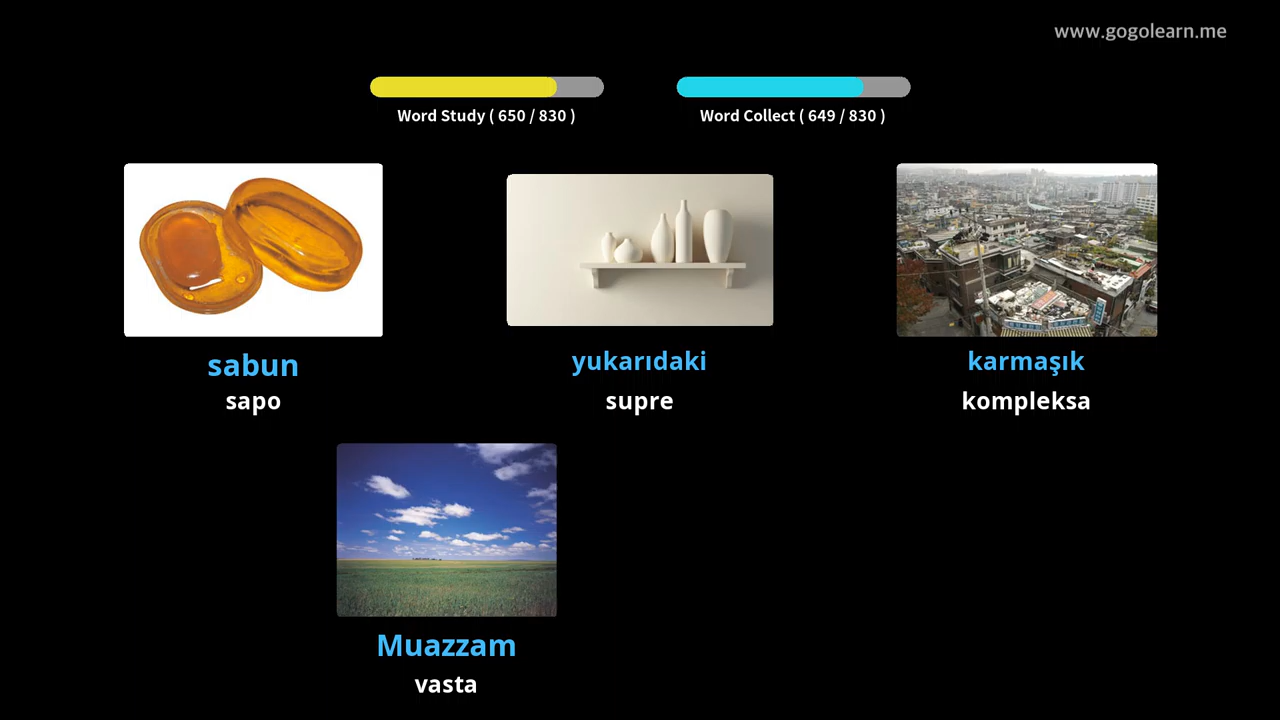 www.gogolearn.me
Word Study ( 650 / 830 )
Word Collect ( 649 / 830 )
sabun
yukarıdaki
karmaşık
sapo
supre
kompleksa
Muazzam
vasta